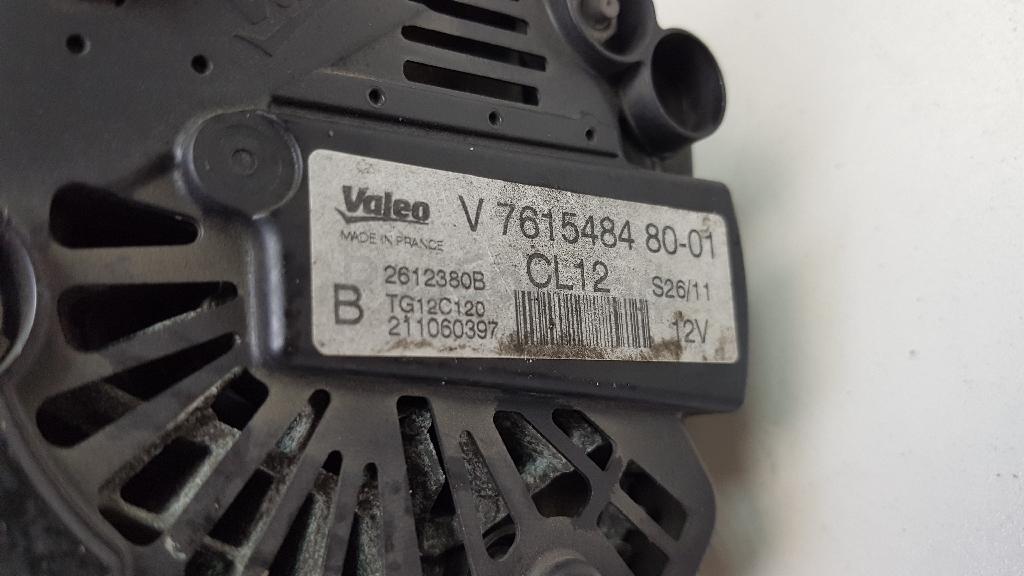 Valeo V 7615484 80-01
MADE IN FRANCE
2612380B CL12 S26/11
B TG12C120
211060397 12V